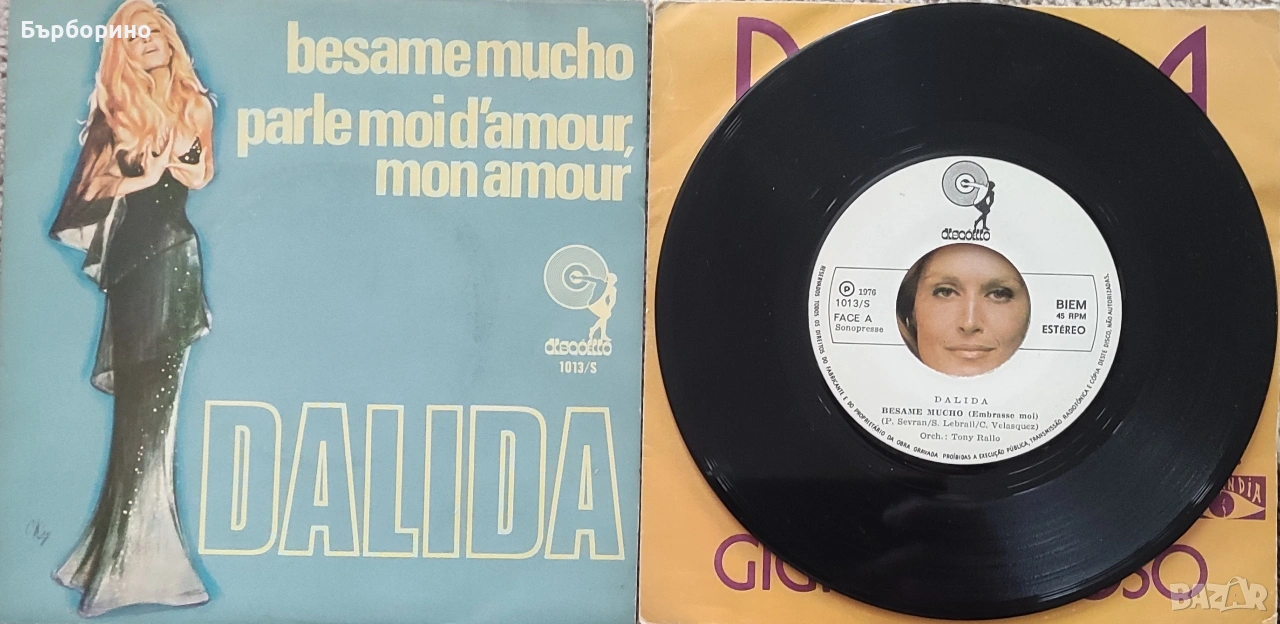 Бърборино
besame mucho
parle moi d'amour,
mon amour
discotto
1013/S
DALIDA
discotto
℗ 1976
1013/S
FACE A
Sonopresse
BIEM
45 RPM
ESTÉREO
DALIDA
BESAME MUCHO (Embrasse moi)
(P. Sevran/S. Lebrail/C. Velasquez)
Orch.: Tony Rallo
RESERVADOS TODOS OS DIREITOS DO FABRICANTE E DO PROPRIETÁRIO DA OBRA GRAVADA PROÍBIDAS A EXECUÇÃO PÚBLICA, TRANSMISSÃO RADIOFÓNICA E CÓPIA DESTE DISCO, NÃO AUTORIZADAS.
BAZAR